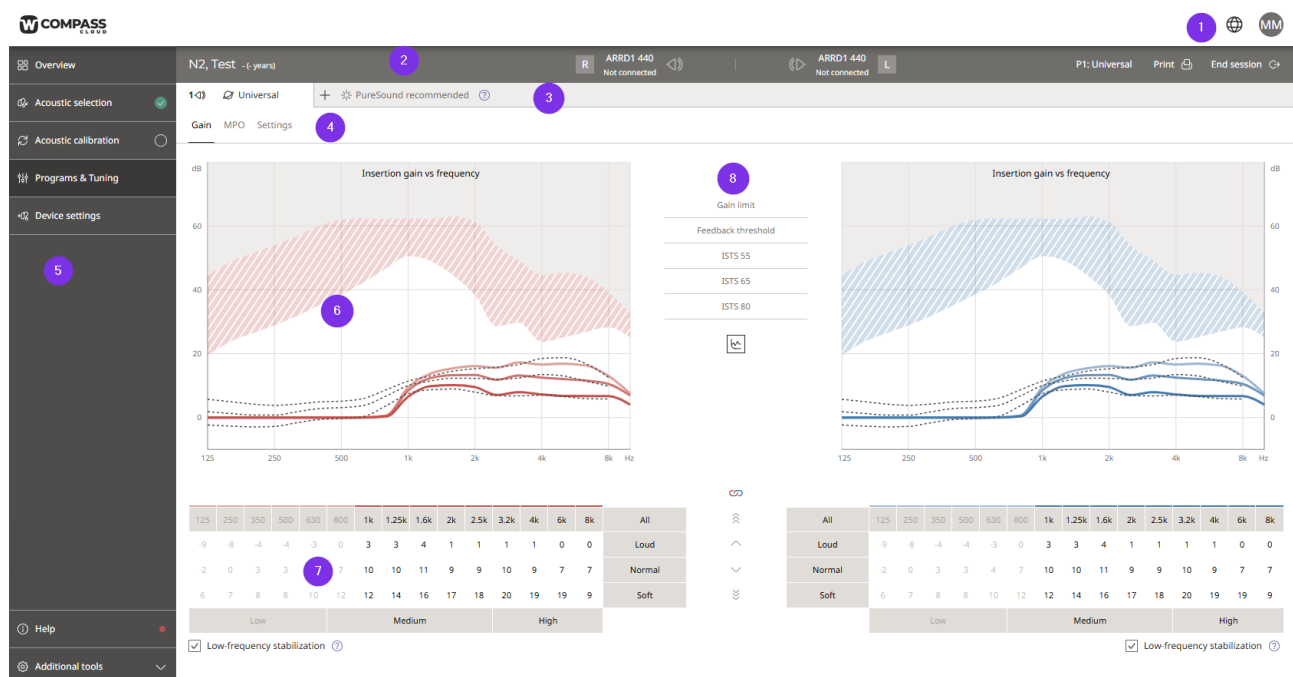 W COMPASS
CLOUD
1
MM
Overview
N2, Test - (- years)
2
R
ARRD1 440
Not connected
ARRD1 440
Not connected
L
P1: Universal
Print
End session
Acoustic selection
1
Universal
+
PureSound recommended
?
3
Acoustic calibration
Gain
MPO
Settings
4
Programs & Tuning
Device settings
5
dB
Insertion gain vs frequency
60
40
20
0
125 250 500 1k 2k 4k 8k Hz
6
8
Gain limit
Feedback threshold
ISTS 55
ISTS 65
ISTS 80
Insertion gain vs frequency
dB
60
40
20
0
125 250 500 1k 2k 4k 8k Hz
125 250 350 500 630 800 1k 1.25k 1.6k 2k 2.5k 3.2k 4k 6k 8k All
-9 -8 -4 -4 -3 0 3 3 4 1 1 1 1 0 0 Loud
-2 0 3 3 7 7 10 10 11 9 9 10 9 7 7 Normal
6 7 8 8 10 12 12 14 16 17 18 20 19 19 9 Soft
Low Medium High
Low-frequency stabilization ?
All 125 250 350 500 630 800 1k 1.25k 1.6k 2k 2.5k 3.2k 4k 6k 8k
Loud -9 -8 -4 -4 -3 0 3 3 4 1 1 1 1 0 0
Normal -2 0 3 3 4 7 10 10 11 9 9 10 9 7 7
Soft 6 7 8 8 10 12 12 14 16 17 18 20 19 19 9
Low Medium High
Low-frequency stabilization ?
Help
Additional tools